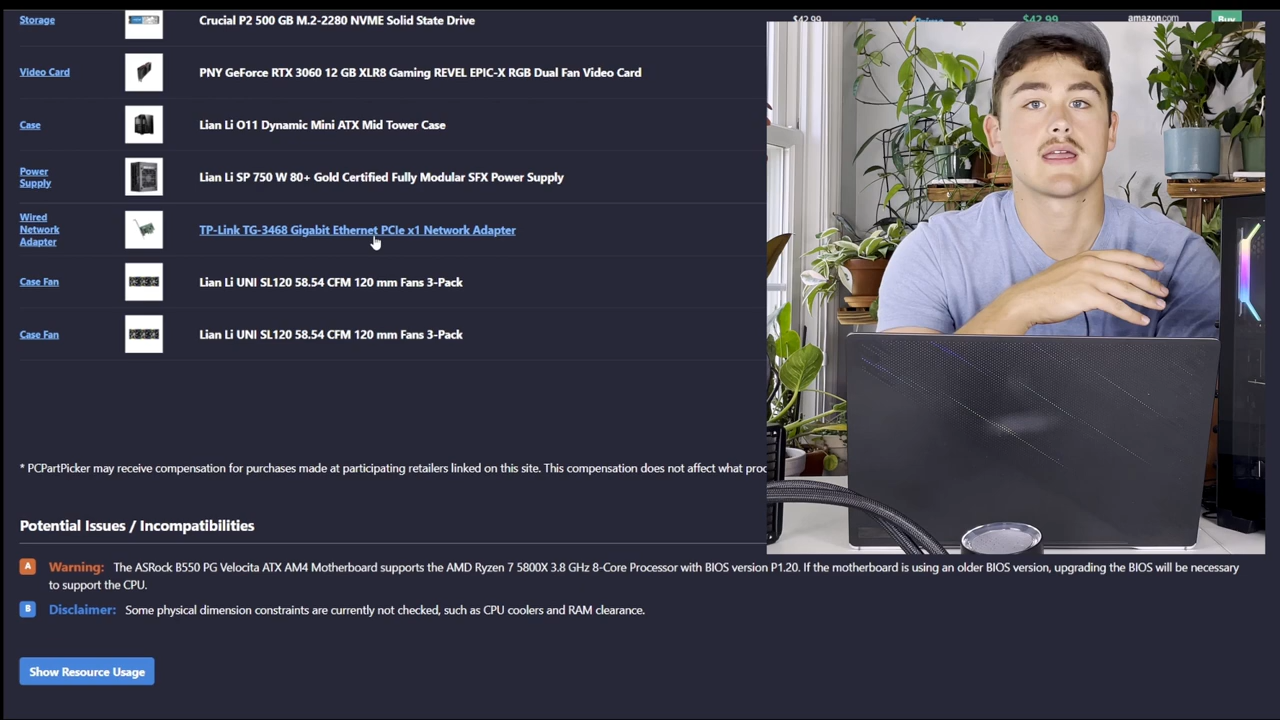 Storage Crucial P2 500 GB M.2-2280 NVME Solid State Drive $42.99 Prime $42.99 amazon.com Buy
Video Card PNY GeForce RTX 3060 12 GB XLR8 Gaming REVEL EPIC-X RGB Dual Fan Video Card
Case Lian Li O11 Dynamic Mini ATX Mid Tower Case
Power
Supply Lian Li SP 750 W 80+ Gold Certified Fully Modular SFX Power Supply
Wired
Network TP-Link TG-3468 Gigabit Ethernet PCIe x1 Network Adapter
Adapter
Case Fan Lian Li UNI SL120 58.54 CFM 120 mm Fans 3-Pack
Case Fan Lian Li UNI SL120 58.54 CFM 120 mm Fans 3-Pack
* PCPartPicker may receive compensation for purchases made at participating retailers linked on this site. This compensation does not affect what
Potential Issues / Incompatibilities
A Warning: The ASRock B550 PG Velocita ATX AM4 Motherboard supports the AMD Ryzen 7 5800X 3.8 GHz 8-Core Processor with BIOS version P1.20. If the motherboard is using an older BIOS version, upgrading the BIOS will be necessary
to support the CPU.
B Disclaimer: Some physical dimension constraints are currently not checked, such as CPU coolers and RAM clearance.
Show Resource Usage